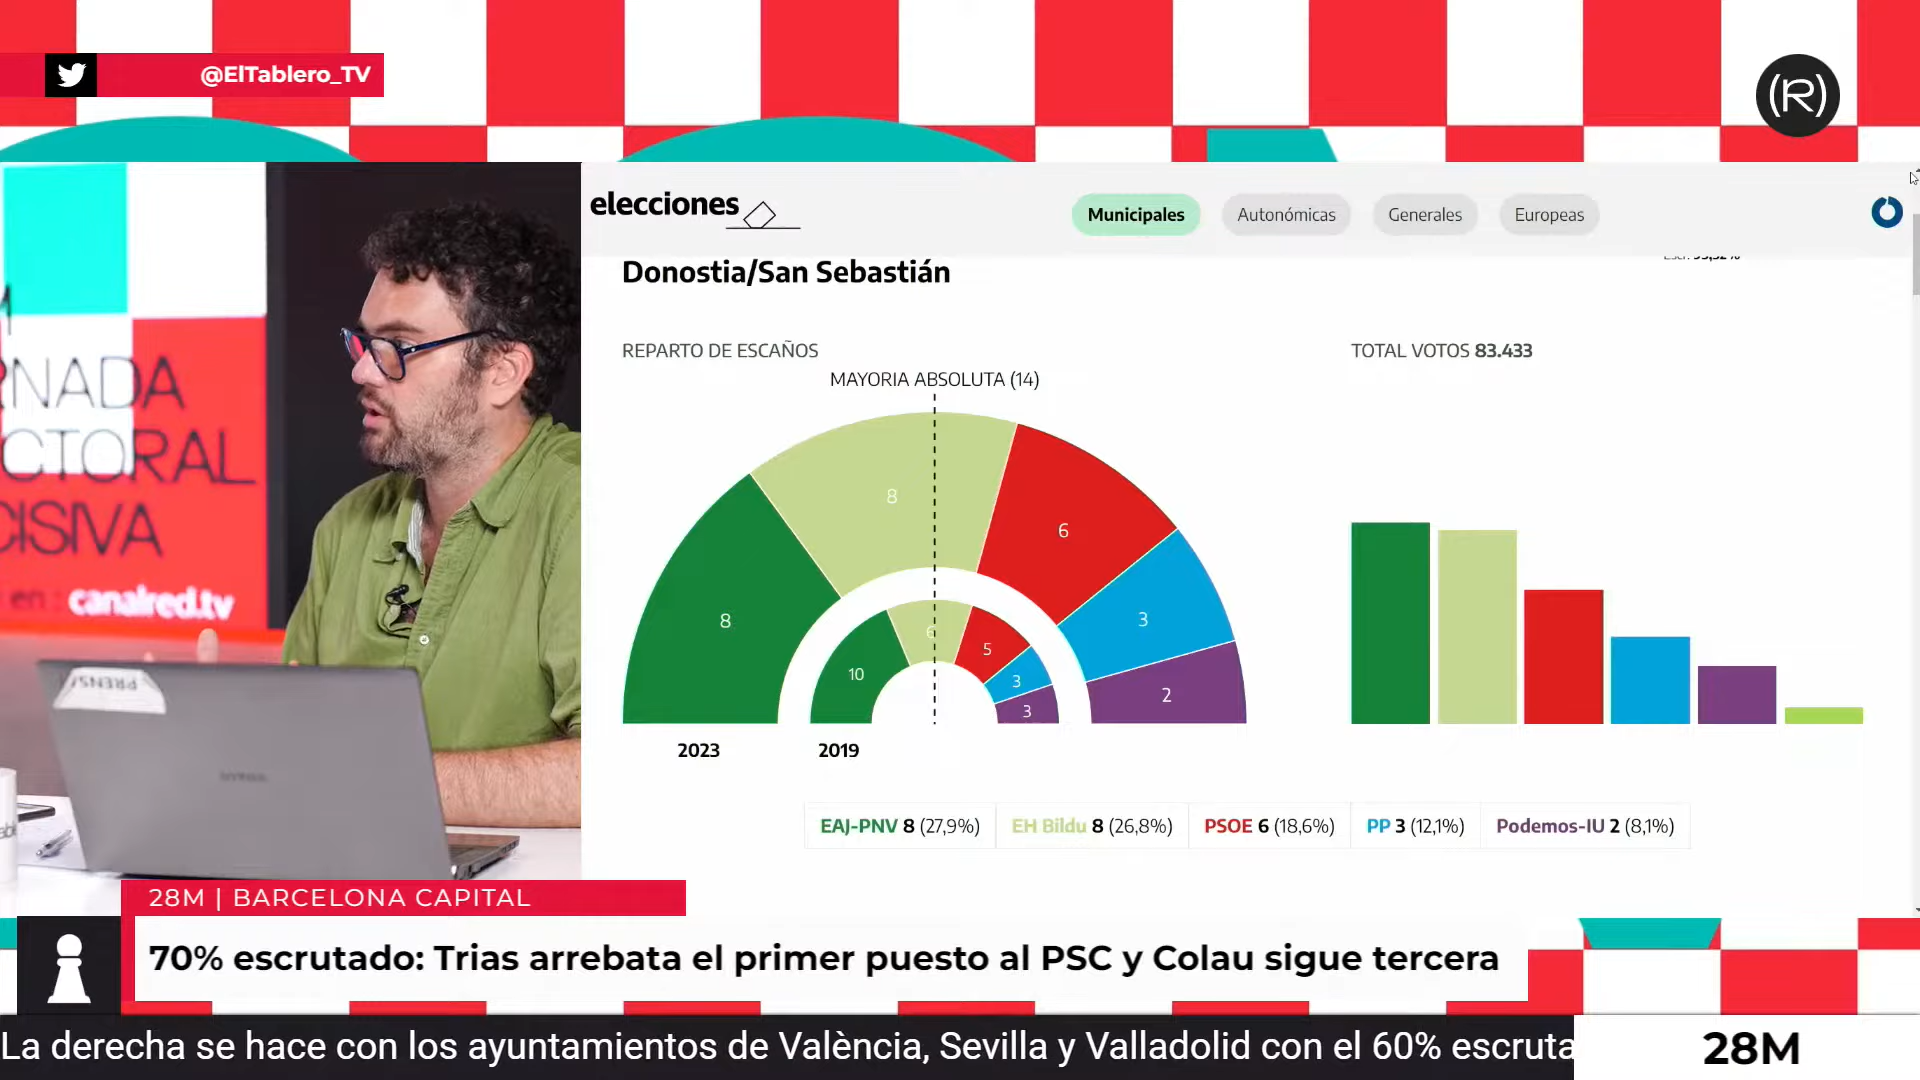 @ElTablero_TV
(R)
elecciones
Municipales
Autonómicas
Generales
Europeas
Donostia/San Sebastián
REPARTO DE ESCAÑOS
TOTAL VOTOS 83.433
MAYORIA ABSOLUTA (14)
8
8
6
3
2
10
6
5
3
3
2023
2019
EAJ-PNV 8 (27,9%)
EH Bildu 8 (26,8%)
PSOE 6 (18,6%)
PP 3 (12,1%)
Podemos-IU 2 (8,1%)
RNADA
CTORAL
CISIVA
en: canalred.tv
PRENSA
28M | BARCELONA CAPITAL
70% escrutado: Trias arrebata el primer puesto al PSC y Colau sigue tercera
La derecha se hace con los ayuntamientos de València, Sevilla y Valladolid con el 60% escruta
28M